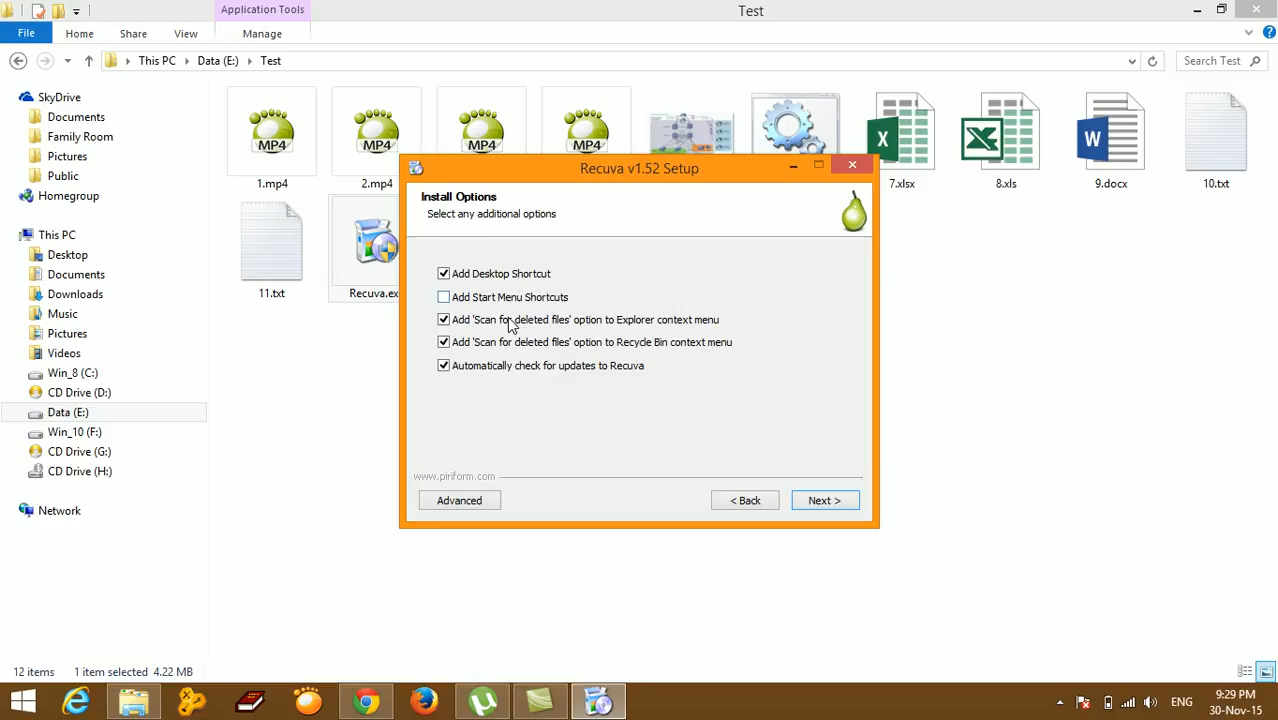 Application Tools
Test
File
Home
Share
View
Manage
This PC
Data (E:)
Test
Search Test
SkyDrive
Documents
Family Room
Pictures
Public
Homegroup
This PC
Desktop
Documents
Downloads
Music
Pictures
Videos
Win_8 (C:)
CD Drive (D:)
Data (E:)
Win_10 (F:)
CD Drive (G:)
CD Drive (H:)
Network
MP4
MP4
MP4
MP4
1.mp4
2.mp4
7.xlsx
8.xls
9.docx
10.txt
11.txt
Recuva.ex
Recuva v1.52 Setup
Install Options
Select any additional options
Add Desktop Shortcut
Add Start Menu Shortcuts
Add 'Scan for deleted files' option to Explorer context menu
Add 'Scan for deleted files' option to Recycle Bin context menu
Automatically check for updates to Recuva
www.piriform.com
Advanced
< Back
Next >
12 items
1 item selected 4.22 MB
ENG
9:29 PM
30-Nov-15